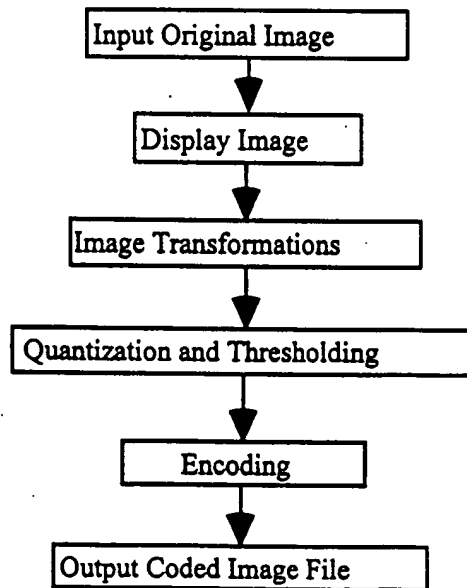 Input Original Image
Display Image
Image Transformations
Quantization and Thresholding
Encoding
Output Coded Image File